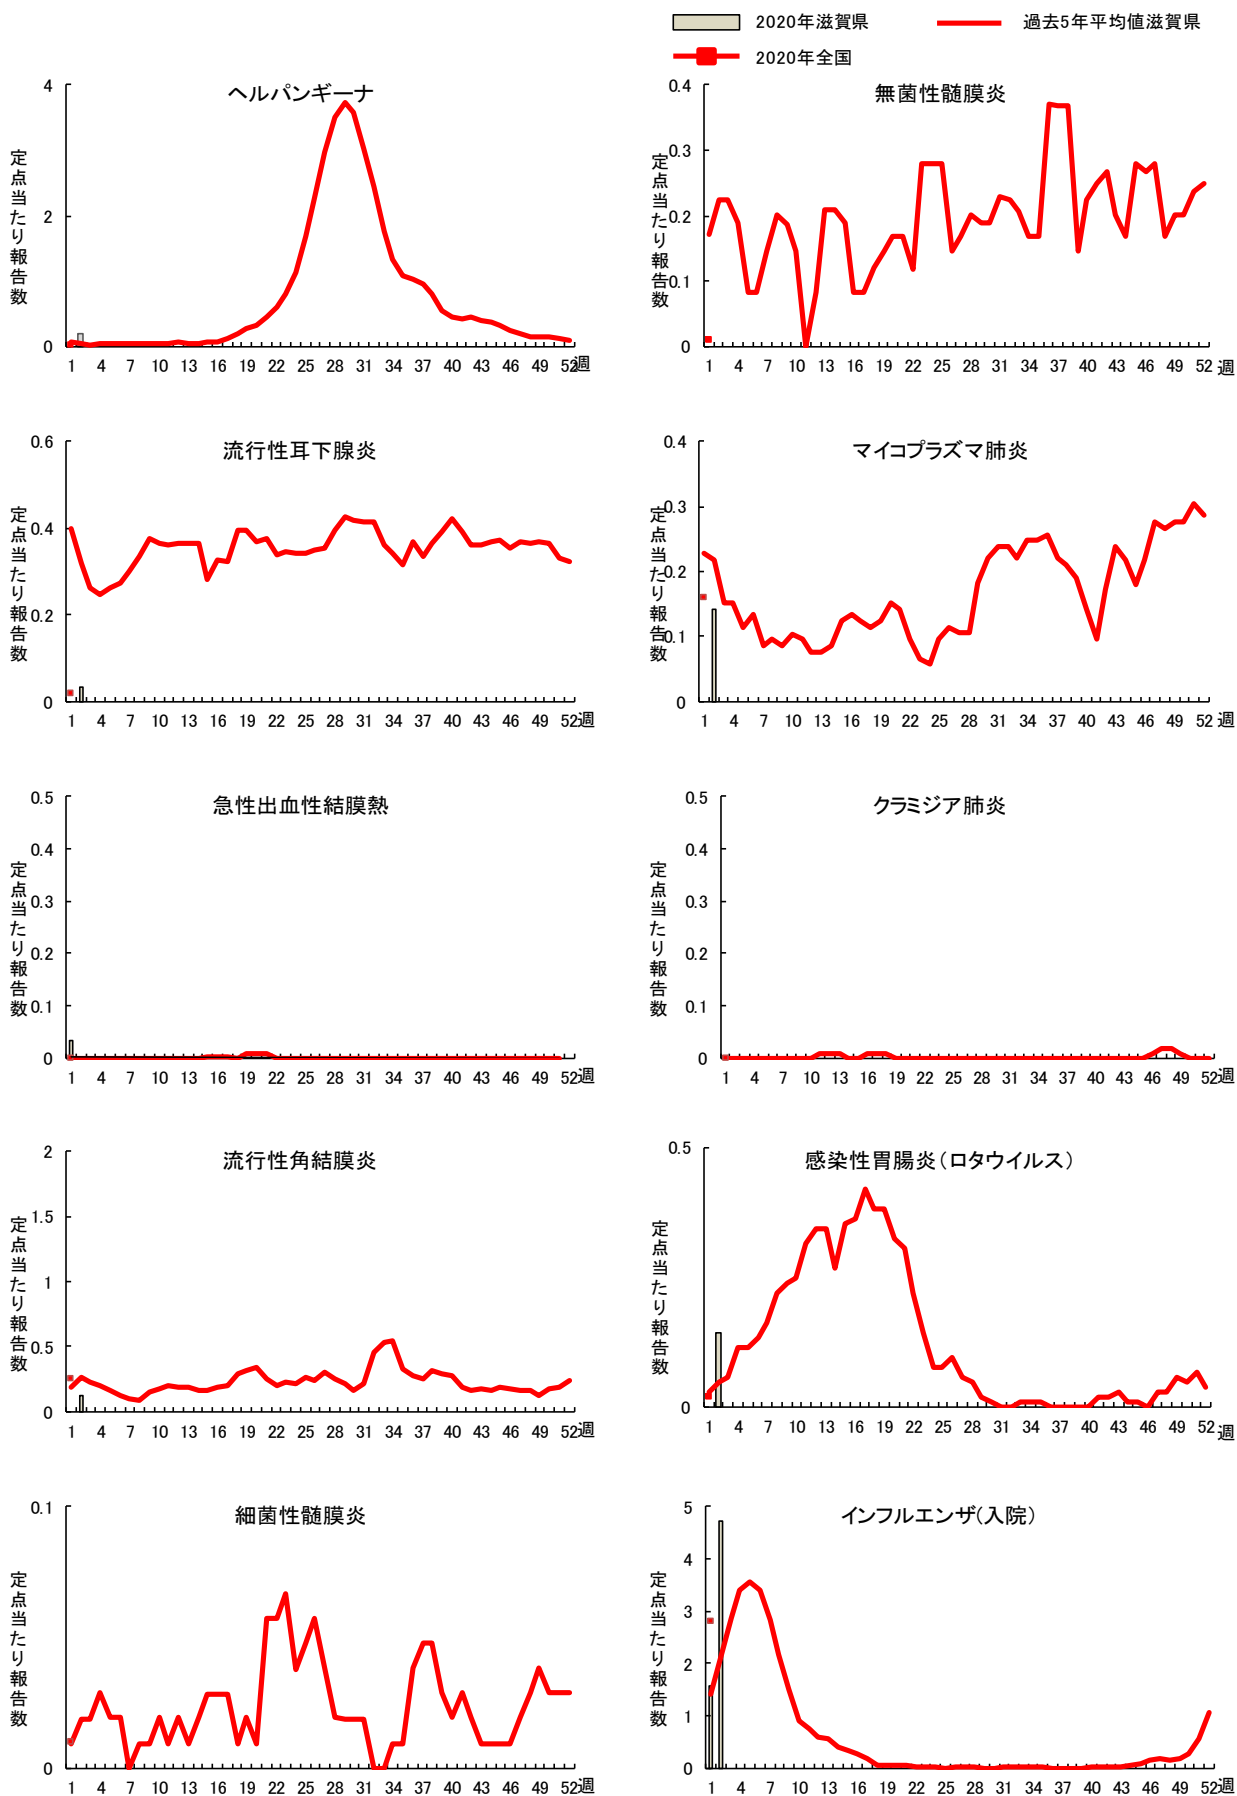 2020年滋賀県
過去5年平均値滋賀県
2020年全国
ヘルパンギーナ
定点当たり報告数
4
2
0
1 4 7 10 13 16 19 22 25 28 31 34 37 40 43 46 49 52週
無菌性髄膜炎
定点当たり報告数
0.4
0.3
0.2
0.1
0
1 4 7 10 13 16 19 22 25 28 31 34 37 40 43 46 49 52 週
流行性耳下腺炎
定点当たり報告数
0.6
0.4
0.2
0
1 4 7 10 13 16 19 22 25 28 31 34 37 40 43 46 49 52週
マイコプラズマ肺炎
定点当たり報告数
0.4
0.3
0.2
0.1
0
1 4 7 10 13 16 19 22 25 28 31 34 37 40 43 46 49 52 週
急性出血性結膜熱
定点当たり報告数
0.5
0.4
0.3
0.2
0.1
0
1 4 7 10 13 16 19 22 25 28 31 34 37 40 43 46 49 52週
クラミジア肺炎
定点当たり報告数
0.5
0.4
0.3
0.2
0.1
0
1 4 7 10 13 16 19 22 25 28 31 34 37 40 43 46 49 52週
流行性角結膜炎
定点当たり報告数
2
1.5
1
0.5
0
1 4 7 10 13 16 19 22 25 28 31 34 37 40 43 46 49 52週
感染性胃腸炎(ロタウイルス)
定点当たり報告数
0.5
0
1 4 7 10 13 16 19 22 25 28 31 34 37 40 43 46 49 52 週
細菌性髄膜炎
定点当たり報告数
0.1
0
1 4 7 10 13 16 19 22 25 28 31 34 37 40 43 46 49 52週
インフルエンザ(入院)
定点当たり報告数
5
4
3
2
1
0
1 4 7 10 13 16 19 22 25 28 31 34 37 40 43 46 49 52週